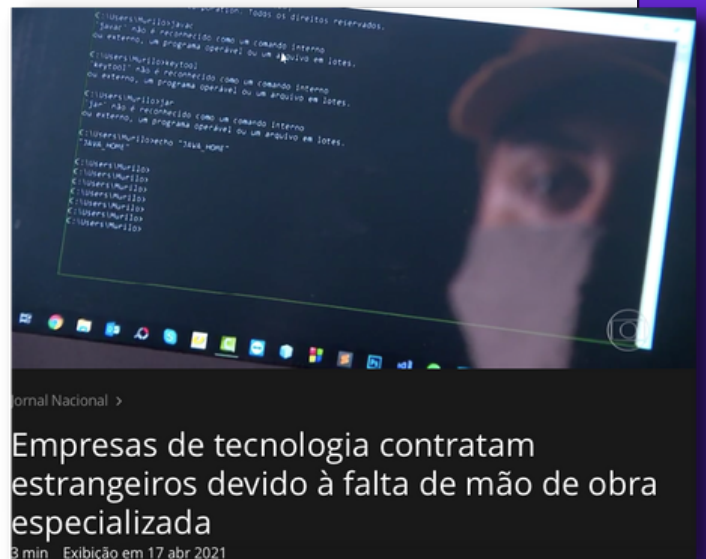 poration. Todos os direitos reservados.
C:\Users\Murilo>javac
'javac' não é reconhecido como um comando interno
ou externo, um programa operável ou um arquivo em lotes.
C:\Users\Murilo>keytool
'keytool' não é reconhecido como um comando interno
ou externo, um programa operável ou um arquivo em lotes.
C:\Users\Murilo>jar
'jar' não é reconhecido como um comando interno
ou externo, um programa operável ou um arquivo em lotes.
C:\Users\Murilo>echo "JAVA_HOME"
"JAVA_HOME"
C:\Users\Murilo>
C:\Users\Murilo>
C:\Users\Murilo>
C:\Users\Murilo>
C:\Users\Murilo>
C:\Users\Murilo>
Ps
ornal Nacional >
Empresas de tecnologia contratam
estrangeiros devido à falta de mão de obra
especializada
3 min Exibição em 17 abr 2021